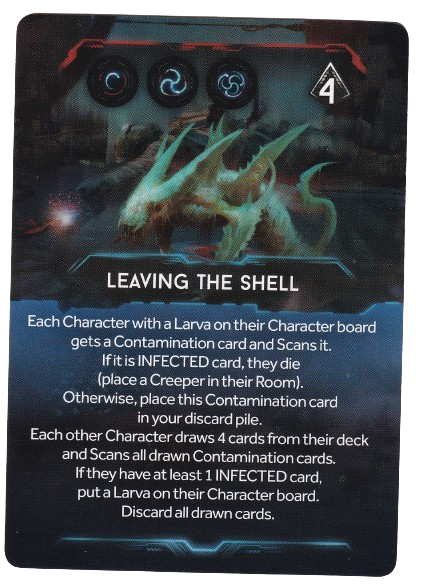 4
LEAVING THE SHELL
Each Character with a Larva on their Character board
gets a Contamination card and Scans it.
If it is INFECTED card, they die
(place a Creeper in their Room).
Otherwise, place this Contamination card
in your discard pile.
Each other Character draws 4 cards from their deck
and Scans all drawn Contamination cards.
If they have at least 1 INFECTED card,
put a Larva on their Character board.
Discard all drawn cards.